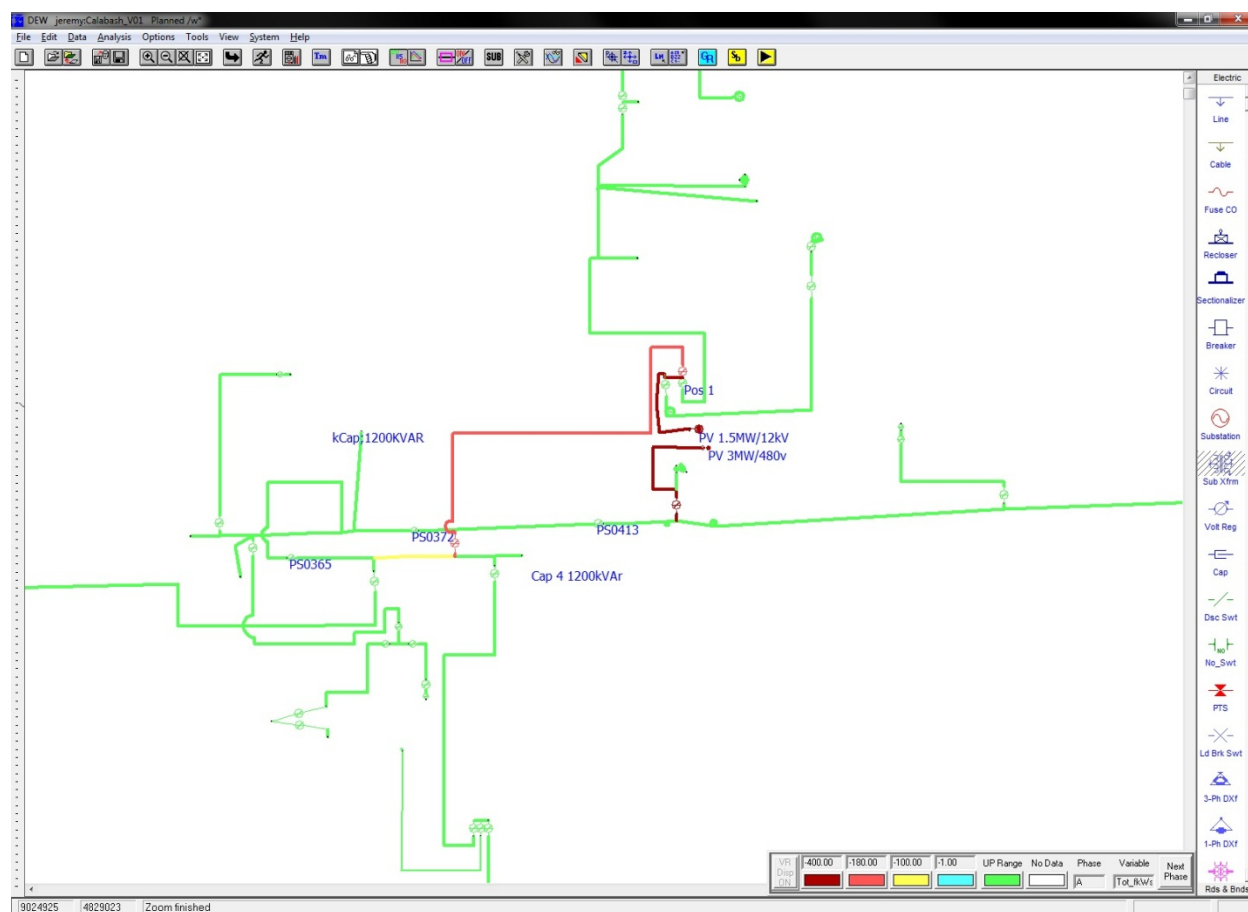 DEW jeremy:Calabash_V01 Planned /w*
File Edit Data Analysis Options Tools View System Help
Tm SUB GR
Electric
Line
Cable
Fuse CO
Recloser
Sectionalizer
Breaker
Circuit
Substation
Sub Xfrm
Volt Reg
Cap
Dsc Swt
No_Swt
PTS
Ld Brk Swt
3-Ph DXf
1-Ph DXf
Rds & Bnds
Pos 1
kCap:1200KVAR
PV 1.5MW/12kV
PV 3MW/480v
PS0413
PS0372
PS0365
Cap 4 1200kVAr
VR Disp ON
-400.00 -180.00 -100.00 -1.00 UP Range No Data Phase Variable Next Phase
A Tot_fkWs
9024925 4829023 Zoom finished